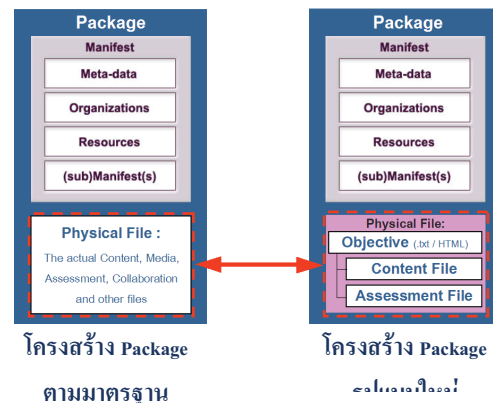 Package
Manifest
Meta-data
Organizations
Resources
(sub)Manifest(s)
Physical File :
The actual Content, Media,
Assessment, Collaboration
and other files
โครงสร้าง Package
ตามมาตรฐาน
Package
Manifest
Meta-data
Organizations
Resources
(sub)Manifest(s)
Physical File:
Objective (.txt / HTML)
Content File
Assessment File
โครงสร้าง Package